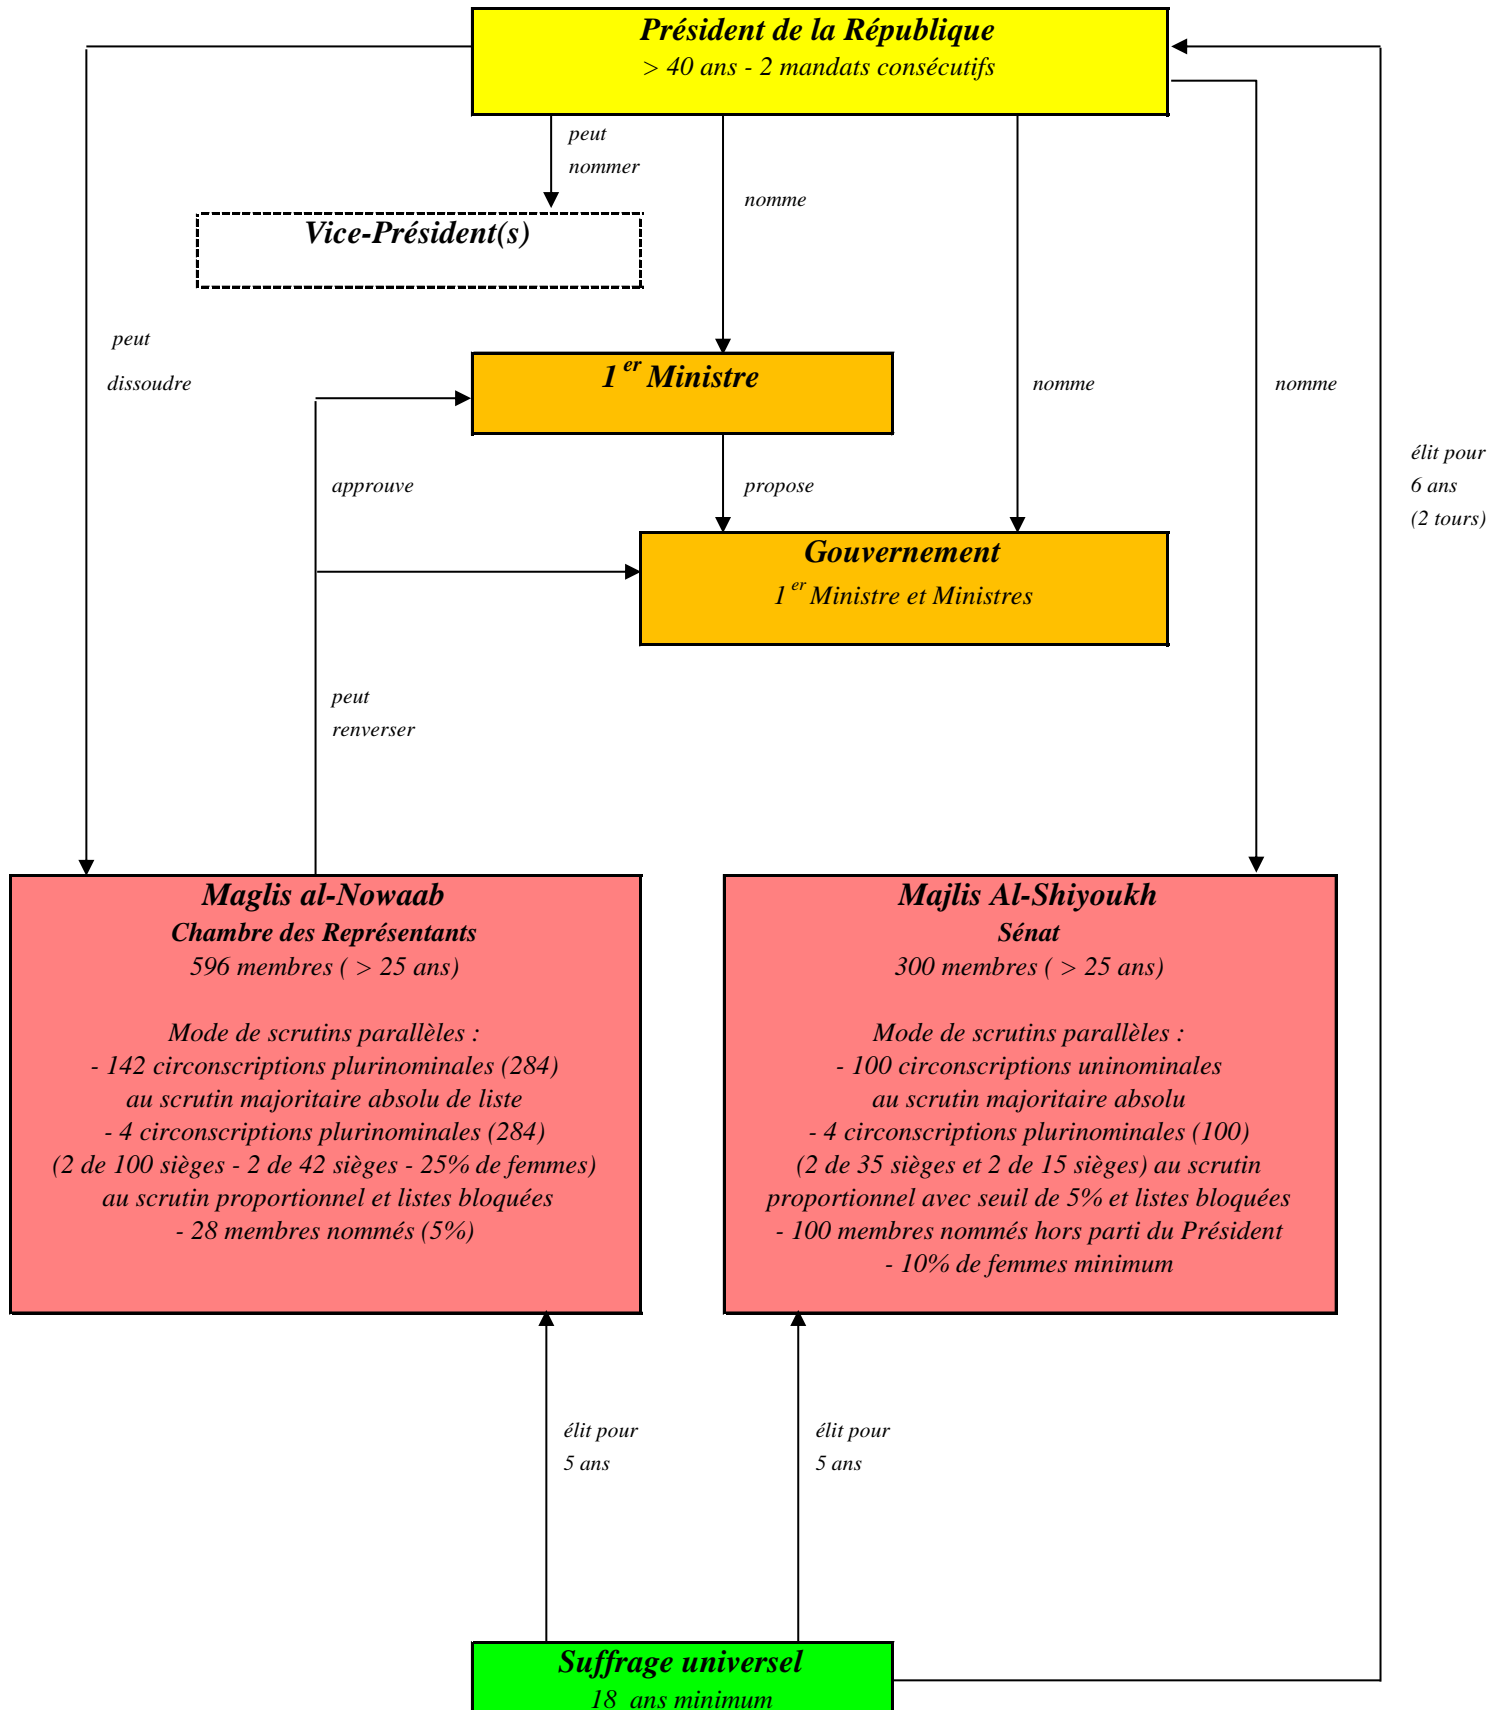 Président de la République
> 40 ans - 2 mandats consécutifs
peut
nommer
nomme
Vice-Président(s)
peut
dissoudre
1er Ministre
nomme
nomme
élit pour
6 ans
(2 tours)
approuve
propose
Gouvernement
1er Ministre et Ministres
peut
renverser
Maglis al-Nowaab
Chambre des Représentants
596 membres ( > 25 ans)
Mode de scrutins parallèles :
- 142 circonscriptions plurinominales (284)
au scrutin majoritaire absolu de liste
- 4 circonscriptions plurinominales (284)
(2 de 100 sièges - 2 de 42 sièges - 25% de femmes)
au scrutin proportionnel et listes bloquées
- 28 membres nommés (5%)
Majlis Al-Shiyoukh
Sénat
300 membres ( > 25 ans)
Mode de scrutins parallèles :
- 100 circonscriptions uninominales
au scrutin majoritaire absolu
- 4 circonscriptions plurinominales (100)
(2 de 35 sièges et 2 de 15 sièges) au scrutin
proportionnel avec seuil de 5% et listes bloquées
- 100 membres nommés hors parti du Président
- 10% de femmes minimum
élit pour
5 ans
élit pour
5 ans
Suffrage universel
18 ans minimum